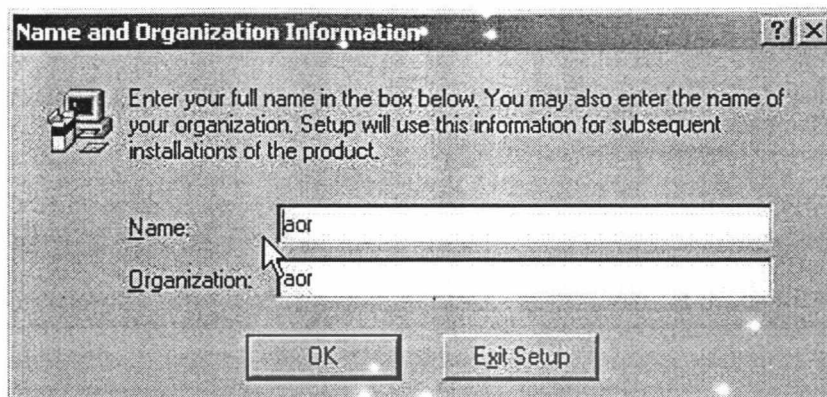 Name and Organization Information
Enter your full name in the box below. You may also enter the name of
your organization. Setup will use this information for subsequent
installations of the product.
Name: aor
Organization: aor
OK Exit Setup